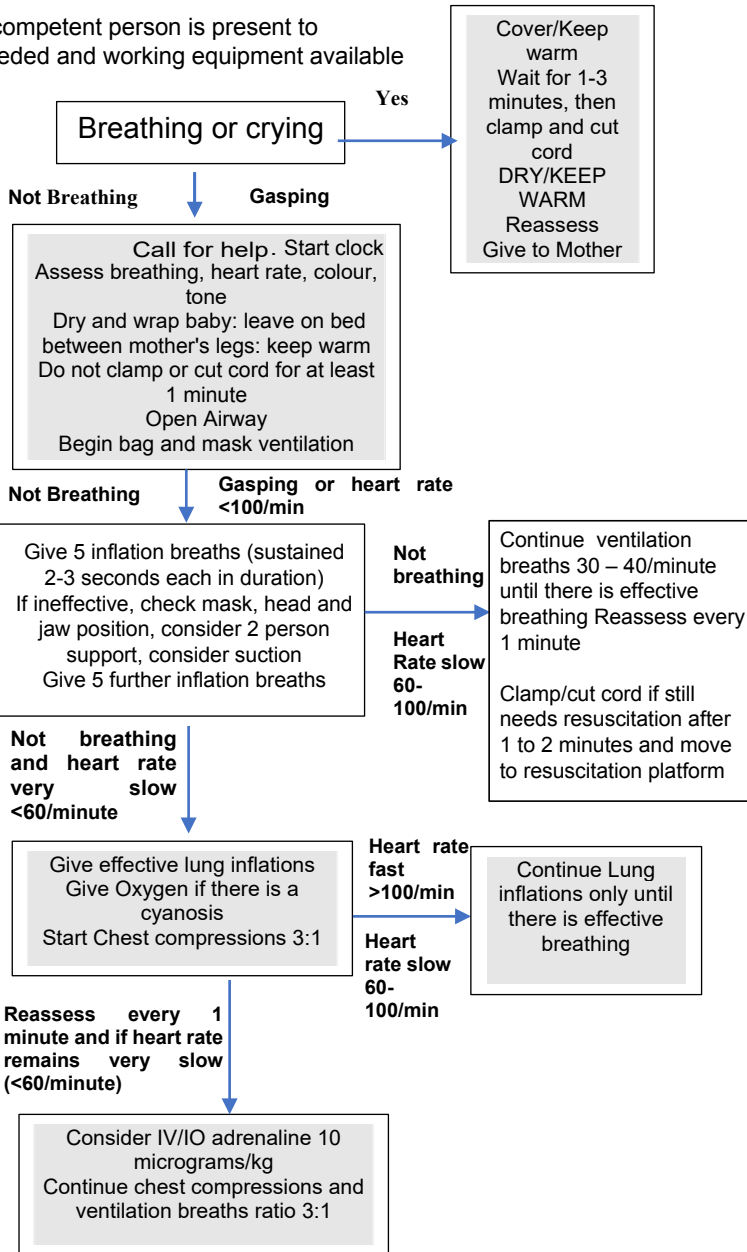 competent person is present to
eded and working equipment available
Cover/Keep
warm
Wait for 1-3
minutes, then
clamp and cut
cord
DRY/KEEP
WARM
Reassess
Give to Mother
Yes
Breathing or crying
Not Breathing
Gasping
Call for help. Start clock
Assess breathing, heart rate, colour,
tone
Dry and wrap baby: leave on bed
between mother's legs: keep warm
Do not clamp or cut cord for at least
1 minute
Open Airway
Begin bag and mask ventilation
Not Breathing
Gasping or heart rate
<100/min
Give 5 inflation breaths (sustained
2-3 seconds each in duration)
If ineffective, check mask, head and
jaw position, consider 2 person
support, consider suction
Give 5 further inflation breaths
Not
breathing
Heart
Rate slow
60-
100/min
Continue ventilation
breaths 30 – 40/minute
until there is effective
breathing Reassess every
1 minute
Clamp/cut cord if still
needs resuscitation after
1 to 2 minutes and move
to resuscitation platform
Not breathing
and heart rate
very slow
<60/minute
Give effective lung inflations
Give Oxygen if there is a
cyanosis
Start Chest compressions 3:1
Heart rate
fast
>100/min
Heart
rate slow
60-
100/min
Continue Lung
inflations only until
there is effective
breathing
Reassess every 1
minute and if heart rate
remains very slow
(<60/minute)
Consider IV/IO adrenaline 10
micrograms/kg
Continue chest compressions and
ventilation breaths ratio 3:1